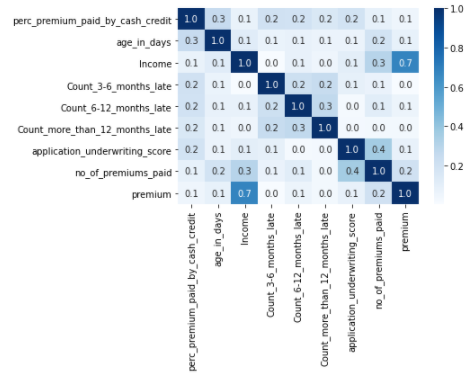 perc_premium_paid_by_cash_credit 1.0 0.3 0.1 0.2 0.2 0.2 0.2 0.1 0.1
age_in_days 0.3 1.0 0.1 0.1 0.1 0.1 0.1 0.2 0.1
Income 0.1 0.1 1.0 0.0 0.1 0.0 0.1 0.3 0.7
Count_3-6_months_late 0.2 0.1 0.0 1.0 0.2 0.2 0.1 0.1 0.0
Count_6-12_months_late 0.2 0.1 0.1 0.2 1.0 0.3 0.0 0.1 0.1
Count_more_than_12_months_late 0.2 0.1 0.0 0.2 0.3 1.0 0.0 0.0 0.0
application_underwriting_score 0.2 0.1 0.1 0.1 0.0 0.0 1.0 0.4 0.1
no_of_premiums_paid 0.1 0.2 0.3 0.1 0.1 0.0 0.4 1.0 0.2
premium 0.1 0.1 0.7 0.0 0.1 0.0 0.1 0.2 1.0
perc_premium_paid_by_cash_credit
age_in_days
Income
Count_3-6_months_late
Count_6-12_months_late
Count_more_than_12_months_late
application_underwriting_score
no_of_premiums_paid
premium
1.0
0.8
0.6
0.4
0.2